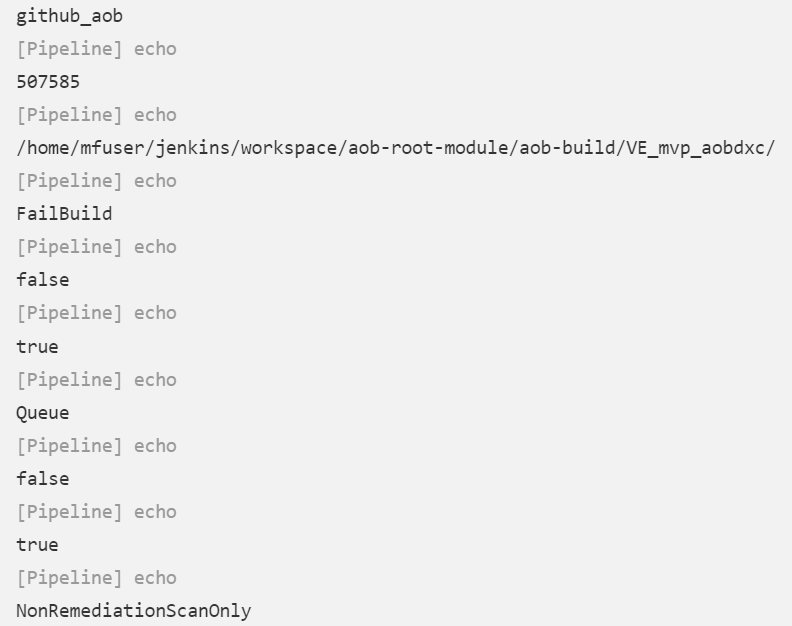 github_aob
[Pipeline] echo
507585
[Pipeline] echo
/home/mfuser/jenkins/workspace/aob-root-module/aob-build/VE_mvp_aobdxc/
[Pipeline] echo
FailBuild
[Pipeline] echo
false
[Pipeline] echo
true
[Pipeline] echo
Queue
[Pipeline] echo
false
[Pipeline] echo
true
[Pipeline] echo
NonRemediationScanOnly